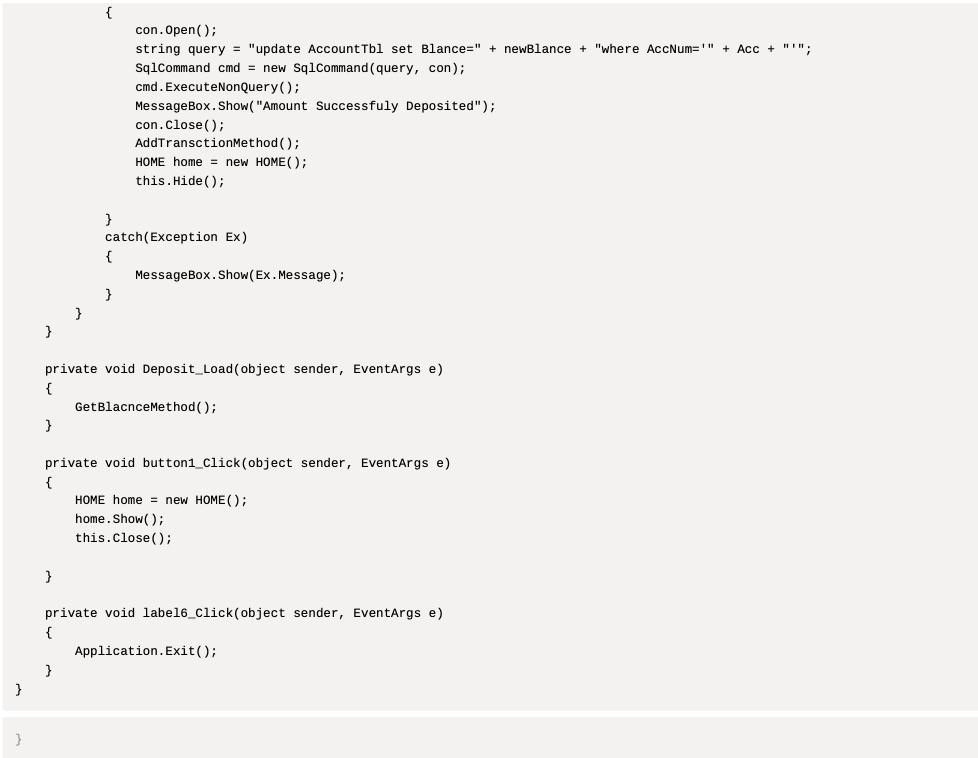 {
con.Open();
string query = "update AccountTbl set Blance=" + newBlance + "where AccNum='" + Acc + "'";
SqlCommand cmd = new SqlCommand(query, con);
cmd.ExecuteNonQuery();
MessageBox.Show("Amount Successfuly Deposited");
con.Close();
AddTransctionMethod();
HOME home = new HOME();
this.Hide();
}
catch(Exception Ex)
{
MessageBox.Show(Ex.Message);
}
}
}
private void Deposit_Load(object sender, EventArgs e)
{
GetBlacnceMethod();
}
private void button1_Click(object sender, EventArgs e)
{
HOME home = new HOME();
home.Show();
this.Close();
}
private void label6_Click(object sender, EventArgs e)
{
Application.Exit();
}
}
}